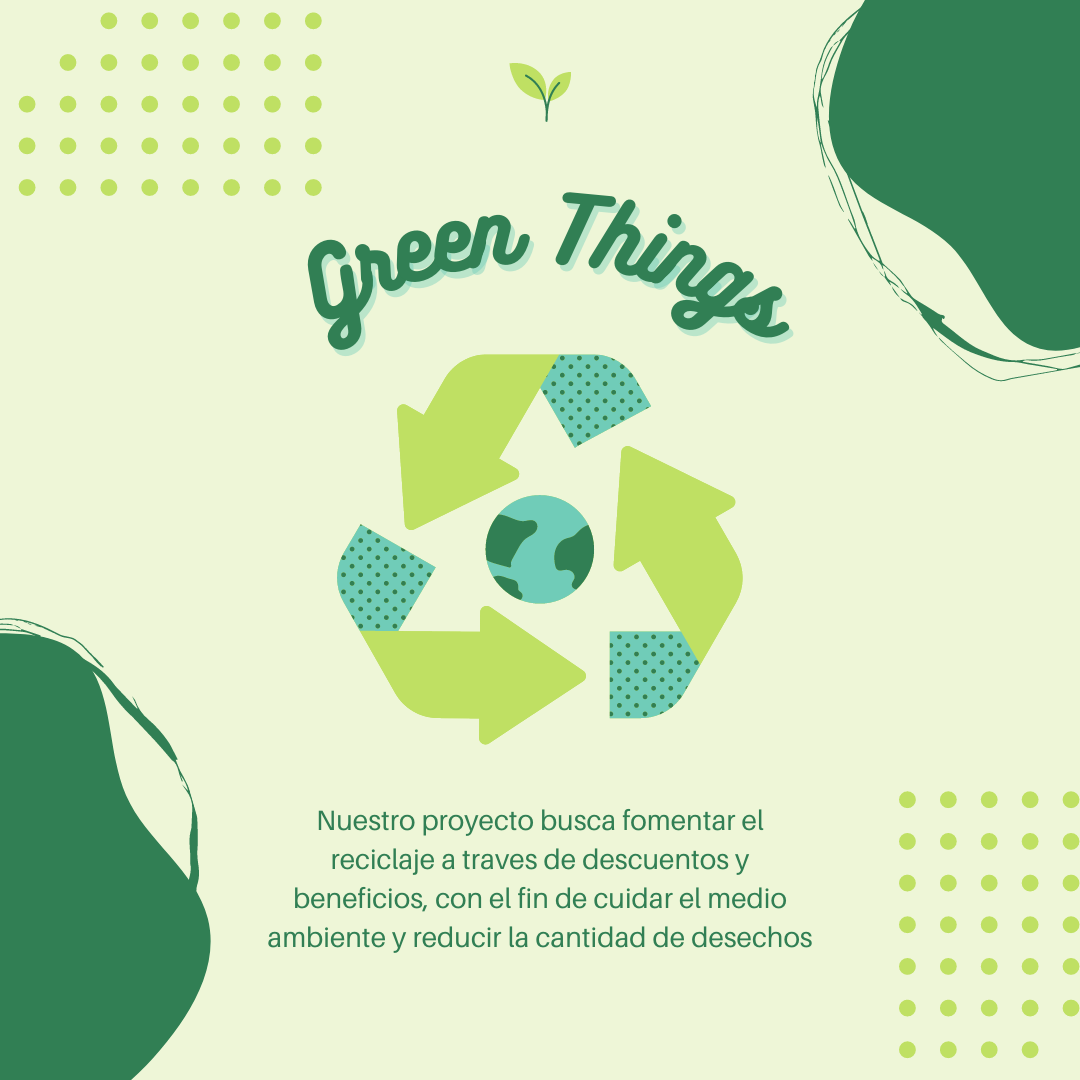 Green Things
Nuestro proyecto busca fomentar el
reciclaje a traves de descuentos y
beneficios, con el fin de cuidar el medio
ambiente y reducir la cantidad de desechos